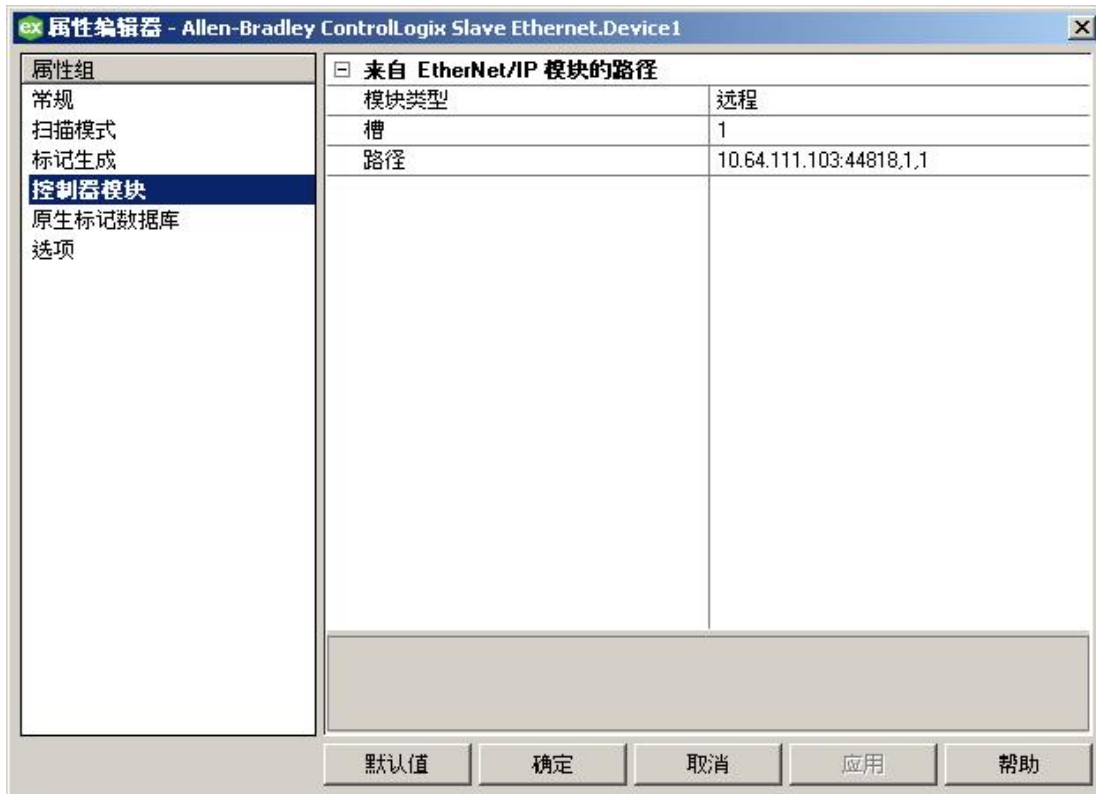 ex 属性编辑器 - Allen-Bradley ControlLogix Slave Ethernet.Device1
属性组
常规
扫描模式
标记生成
控制器模块
原生标记数据库
选项
来自 EtherNet/IP 模块的路径
模块类型 远程
槽 1
路径 10.64.111.103:44818,1,1
默认值 确定 取消 应用 帮助